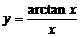 y = arctan x / x